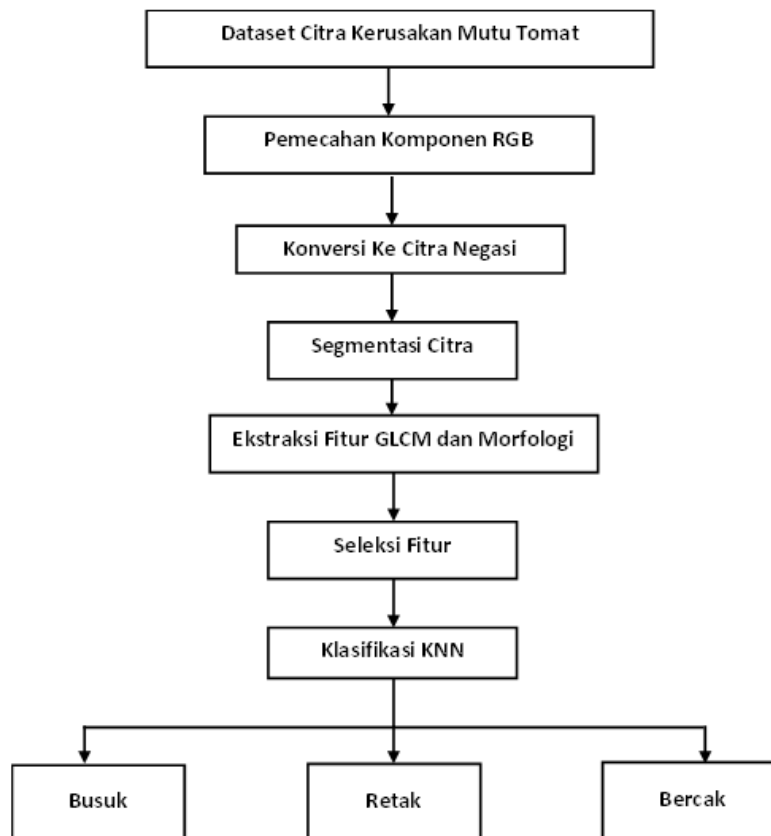 Dataset Citra Kerusakan Mutu Tomat
Pemecahan Komponen RGB
Konversi Ke Citra Negasi
Segmentasi Citra
Ekstraksi Fitur GLCM dan Morfologi
Seleksi Fitur
Klasifikasi KNN
Busuk
Retak
Bercak